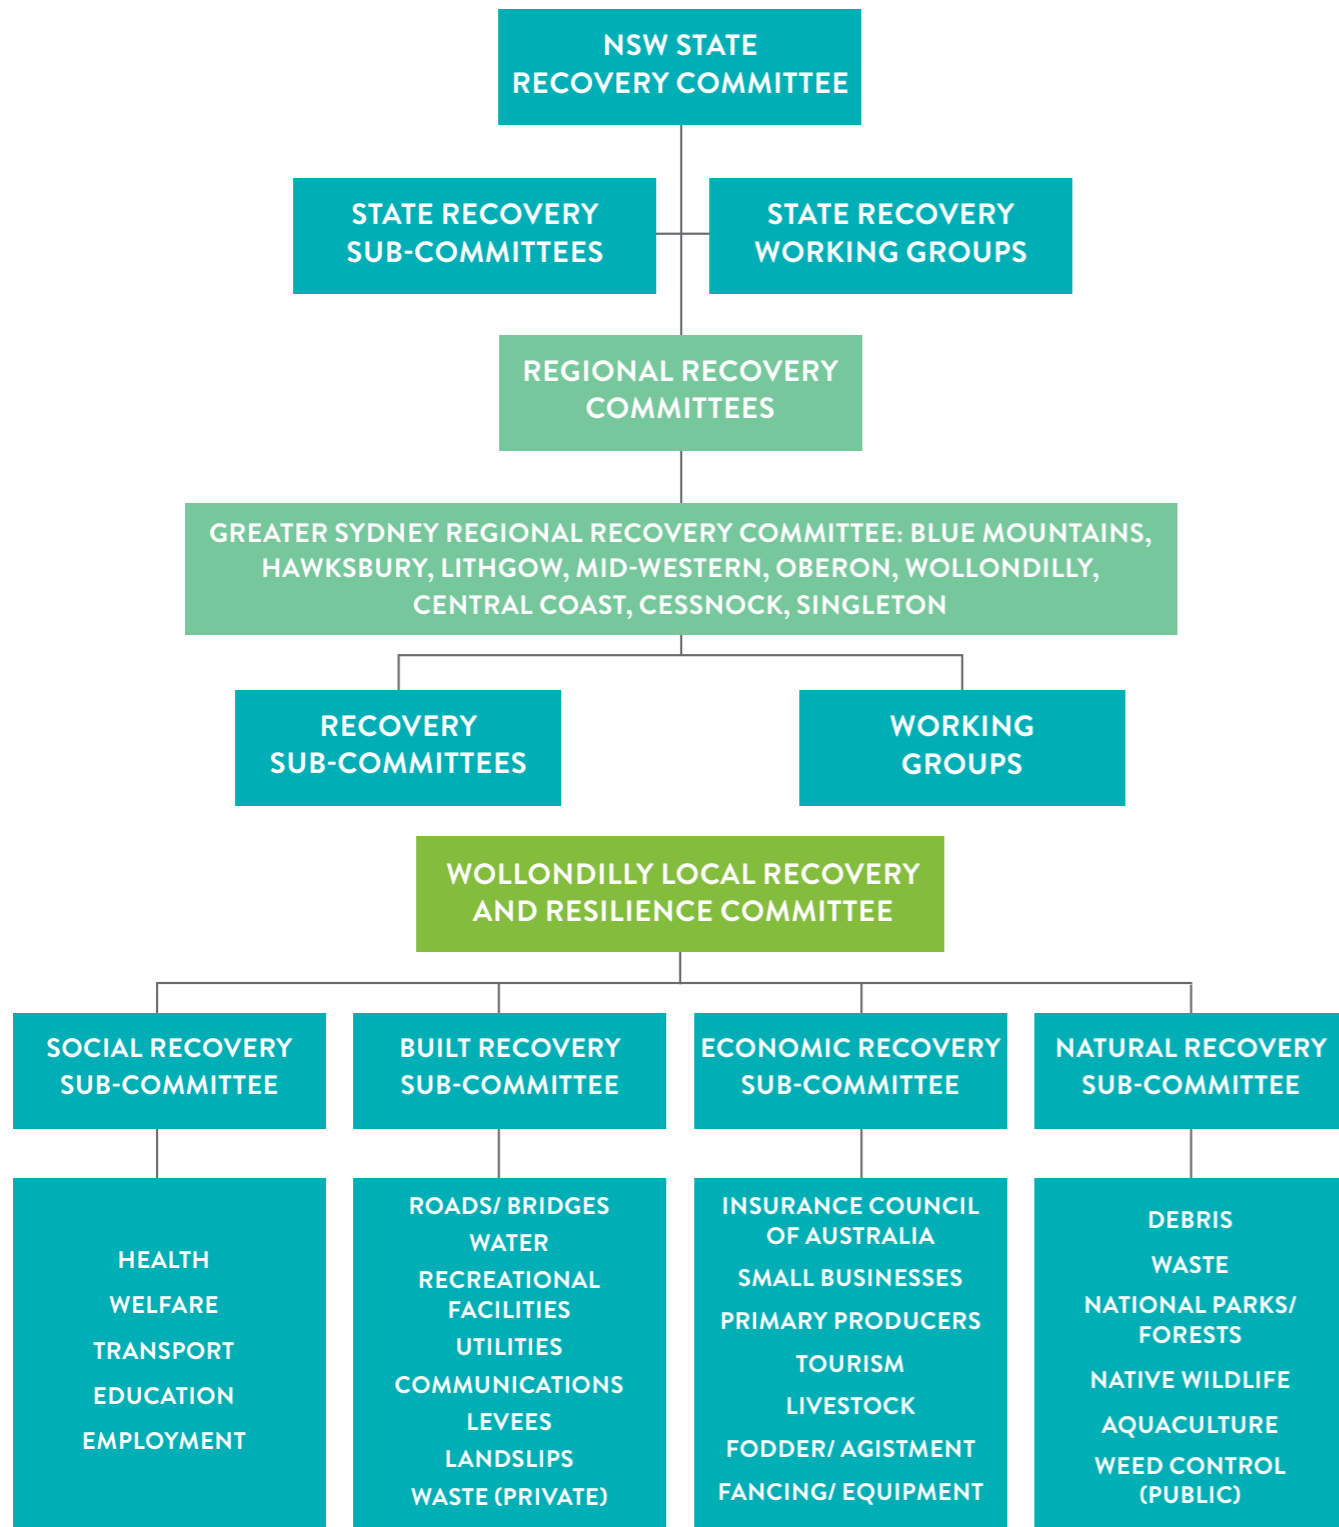 NSW STATE
RECOVERY COMMITTEE
STATE RECOVERY
SUB-COMMITTEES
STATE RECOVERY
WORKING GROUPS
REGIONAL RECOVERY
COMMITTEES
GREATER SYDNEY REGIONAL RECOVERY COMMITTEE: BLUE MOUNTAINS,
HAWKSBURY, LITHGOW, MID-WESTERN, OBERON, WOLLONDILLY,
CENTRAL COAST, CESSNOCK, SINGLETON
RECOVERY
SUB-COMMITTEES
WORKING
GROUPS
WOLLONDILLY LOCAL RECOVERY
AND RESILIENCE COMMITTEE
SOCIAL RECOVERY
SUB-COMMITTEE
BUILT RECOVERY
SUB-COMMITTEE
ECONOMIC RECOVERY
SUB-COMMITTEE
NATURAL RECOVERY
SUB-COMMITTEE
HEALTH
WELFARE
TRANSPORT
EDUCATION
EMPLOYMENT
ROADS/ BRIDGES
WATER
RECREATIONAL
FACILITIES
UTILITIES
COMMUNICATIONS
LEVEES
LANDSLIPS
WASTE (PRIVATE)
INSURANCE COUNCIL
OF AUSTRALIA
SMALL BUSINESSES
PRIMARY PRODUCERS
TOURISM
LIVESTOCK
FODDER/ AGISTMENT
FANCING/ EQUIPMENT
DEBRIS
WASTE
NATIONAL PARKS/
FORESTS
NATIVE WILDLIFE
AQUACULTURE
WEED CONTROL
(PUBLIC)